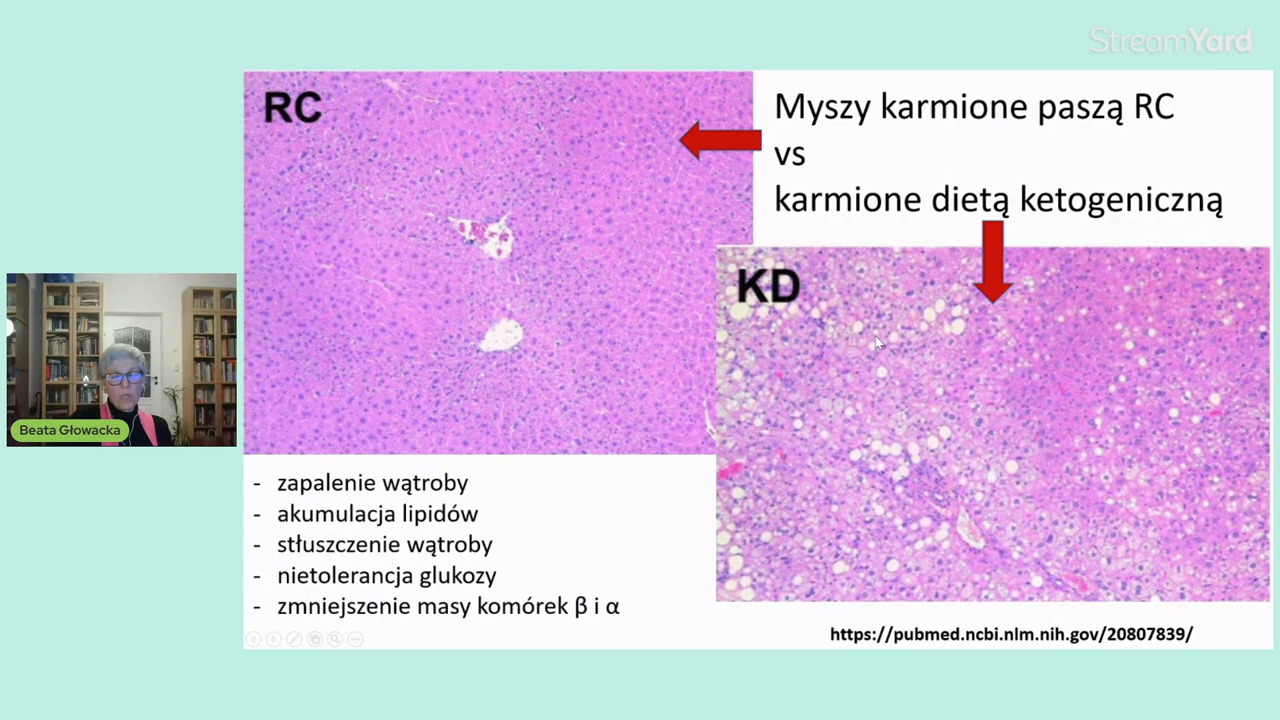 StreamYard
RC
Myszy karmione paszą RC
vs
karmione dietą ketogeniczną
KD
Beata Głowacka
- zapalenie wątroby
- akumulacja lipidów
- stłuszczenie wątroby
- nietolerancja glukozy
- zmniejszenie masy komórek β i α
https://pubmed.ncbi.nlm.nih.gov/20807839/